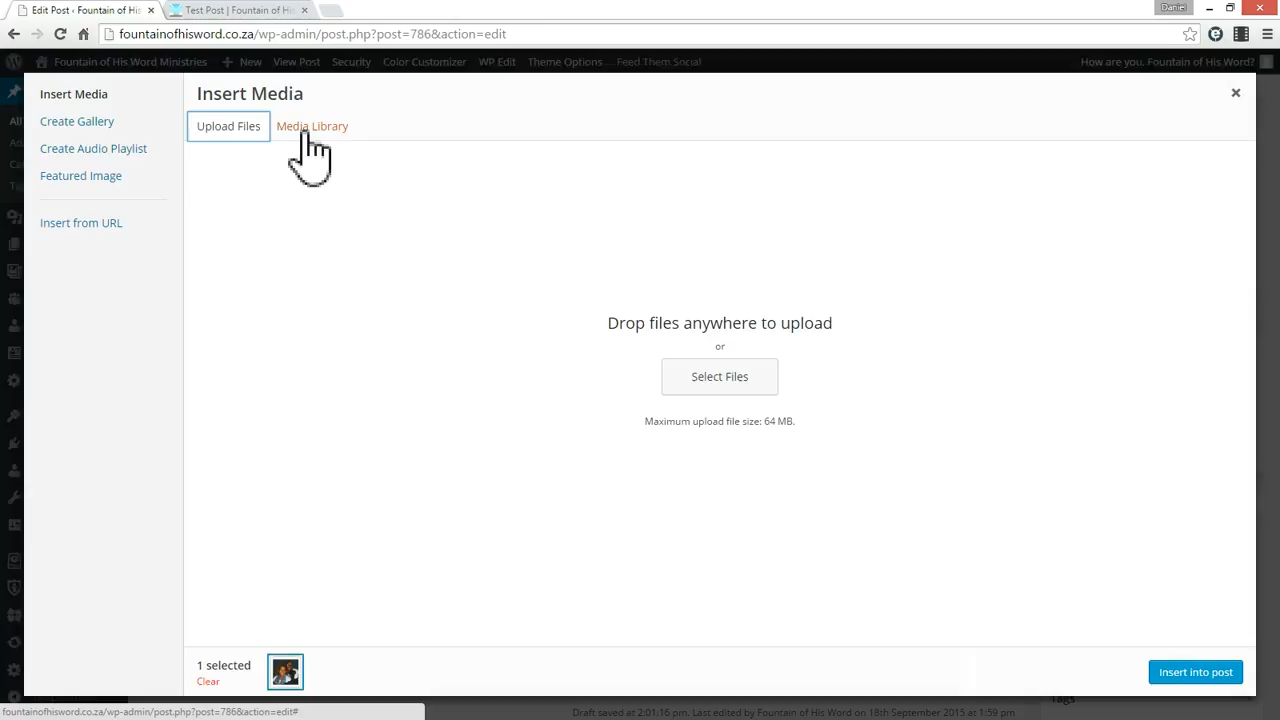 Edit Post ‹ Fountain of His
Test Post | Fountain of His
Daniel
fountainofhisword.co.za/wp-admin/post.php?post=786&action=edit
Fountain of His Word Ministries
New
View Post
Security
Color Customizer
WP Edit
Theme Options
Feed Them Social
How are you, Fountain of His Word?
Insert Media
Create Gallery
Create Audio Playlist
Featured Image
Insert from URL
Insert Media
Upload Files
Media Library
Drop files anywhere to upload
or
Select Files
Maximum upload file size: 64 MB.
1 selected
Clear
Insert into post
All
Tags
fountainofhisword.co.za/wp-admin/post.php?post=786&action=edit#
Draft saved at 2:01:16 pm. Last edited by Fountain of His Word on 18th September 2015 at 1:59 pm